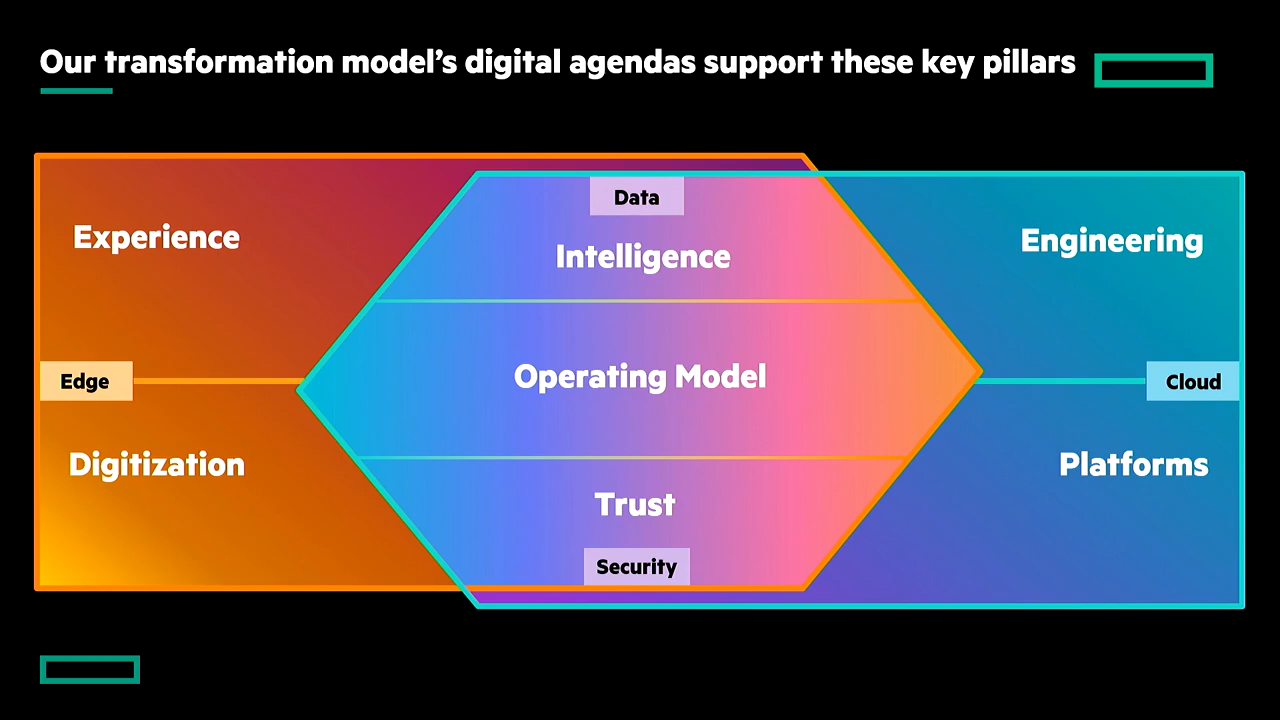 Our transformation model’s digital agendas support these key pillars
Data
Experience
Intelligence
Engineering
Operating Model
Edge
Cloud
Digitization
Platforms
Trust
Security